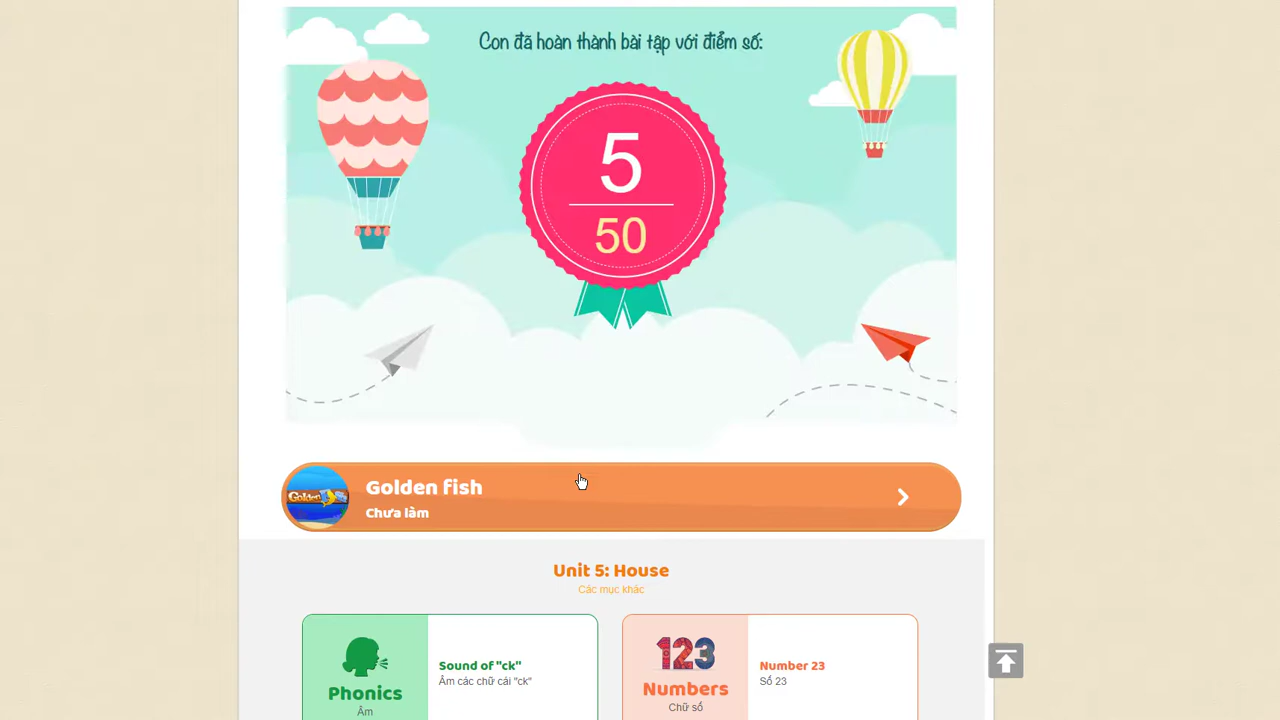 Con đã hoàn thành bài tập với điểm số:
5
50
Golden
Golden fish
Chưa làm
Unit 5: House
Các mục khác
Phonics
Âm
Sound of "ck"
Âm các chữ cái "ck"
123
Numbers
Chữ số
Number 23
Số 23